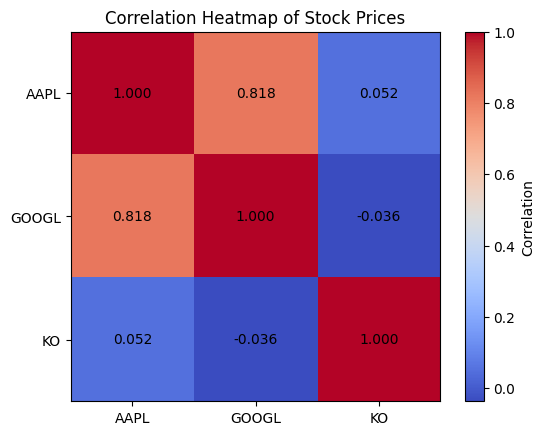 Correlation Heatmap of Stock Prices
AAPL 1.000 0.818 0.052
GOOGL 0.818 1.000 -0.036
KO 0.052 -0.036 1.000
AAPL GOOGL KO
1.0
0.8
0.6
0.4
0.2
0.0
Correlation